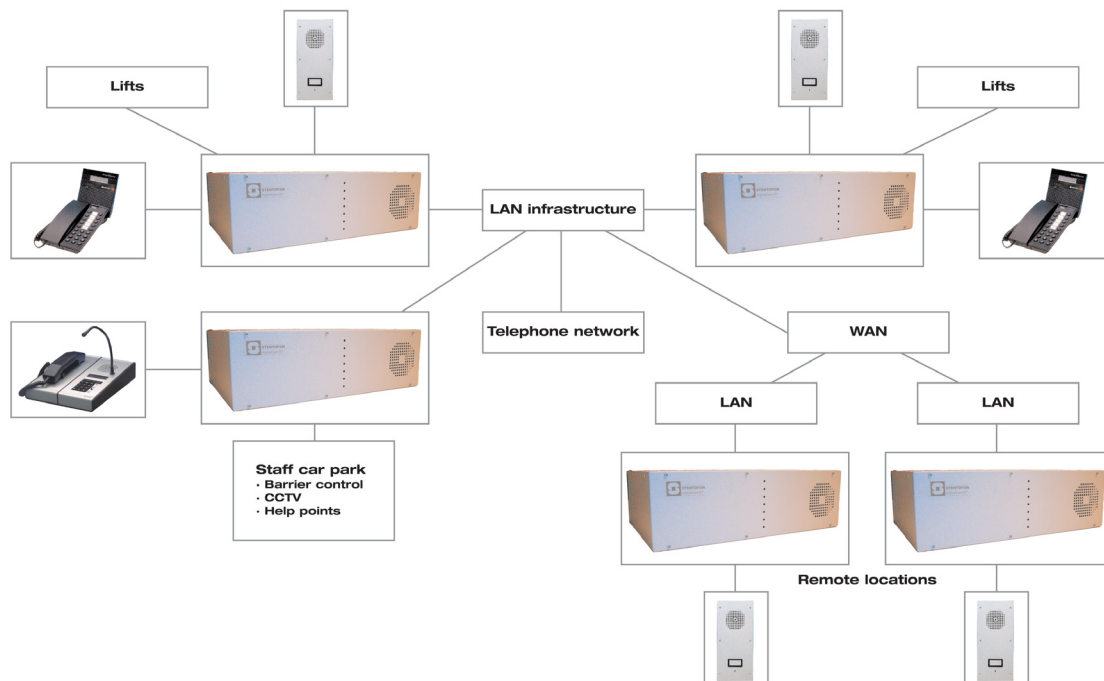 Lifts
Lifts
LAN infrastructure
Telephone network
WAN
LAN
LAN
Staff car park
· Barrier control
· CCTV
· Help points
Remote locations